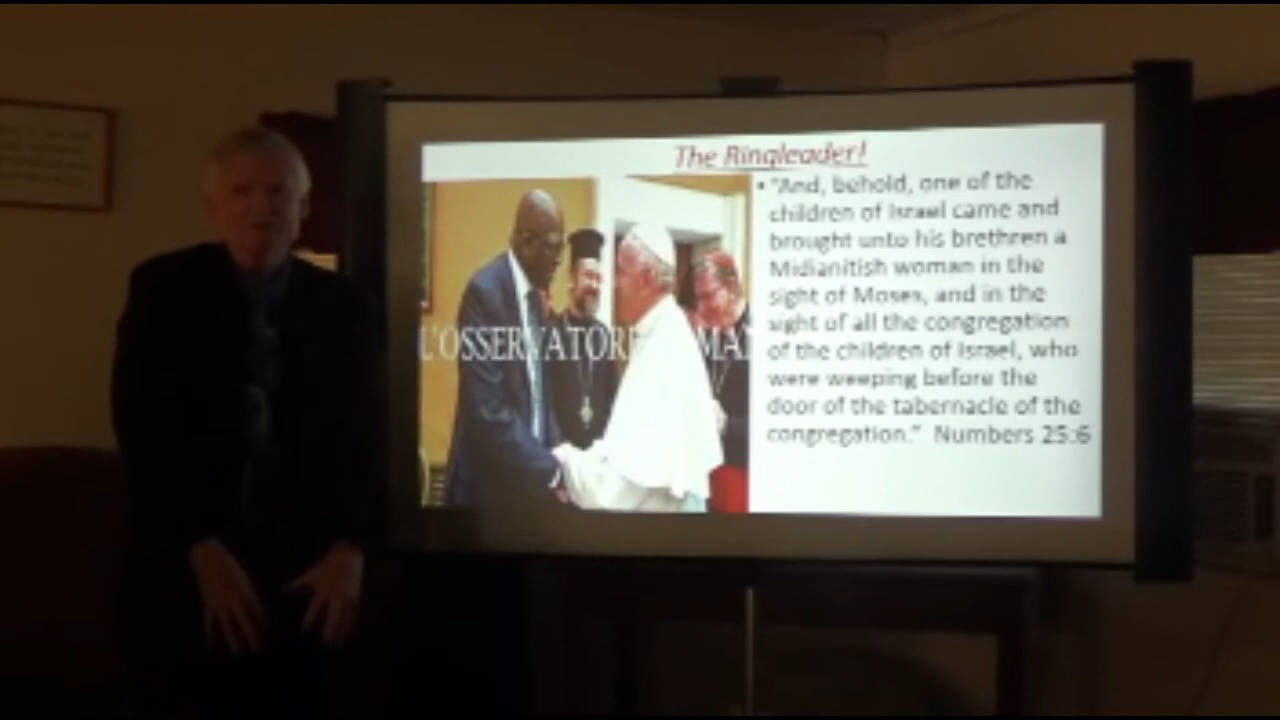 The Ringleader!
• "And, behold, one of the
children of Israel came and
brought unto his brethren a
Midianitish woman in the
sight of Moses, and in the
sight of all the congregation
of the children of Israel, who
were weeping before the
door of the tabernacle of the
congregation." Numbers 25:6
L'OSSERVATORE MAN